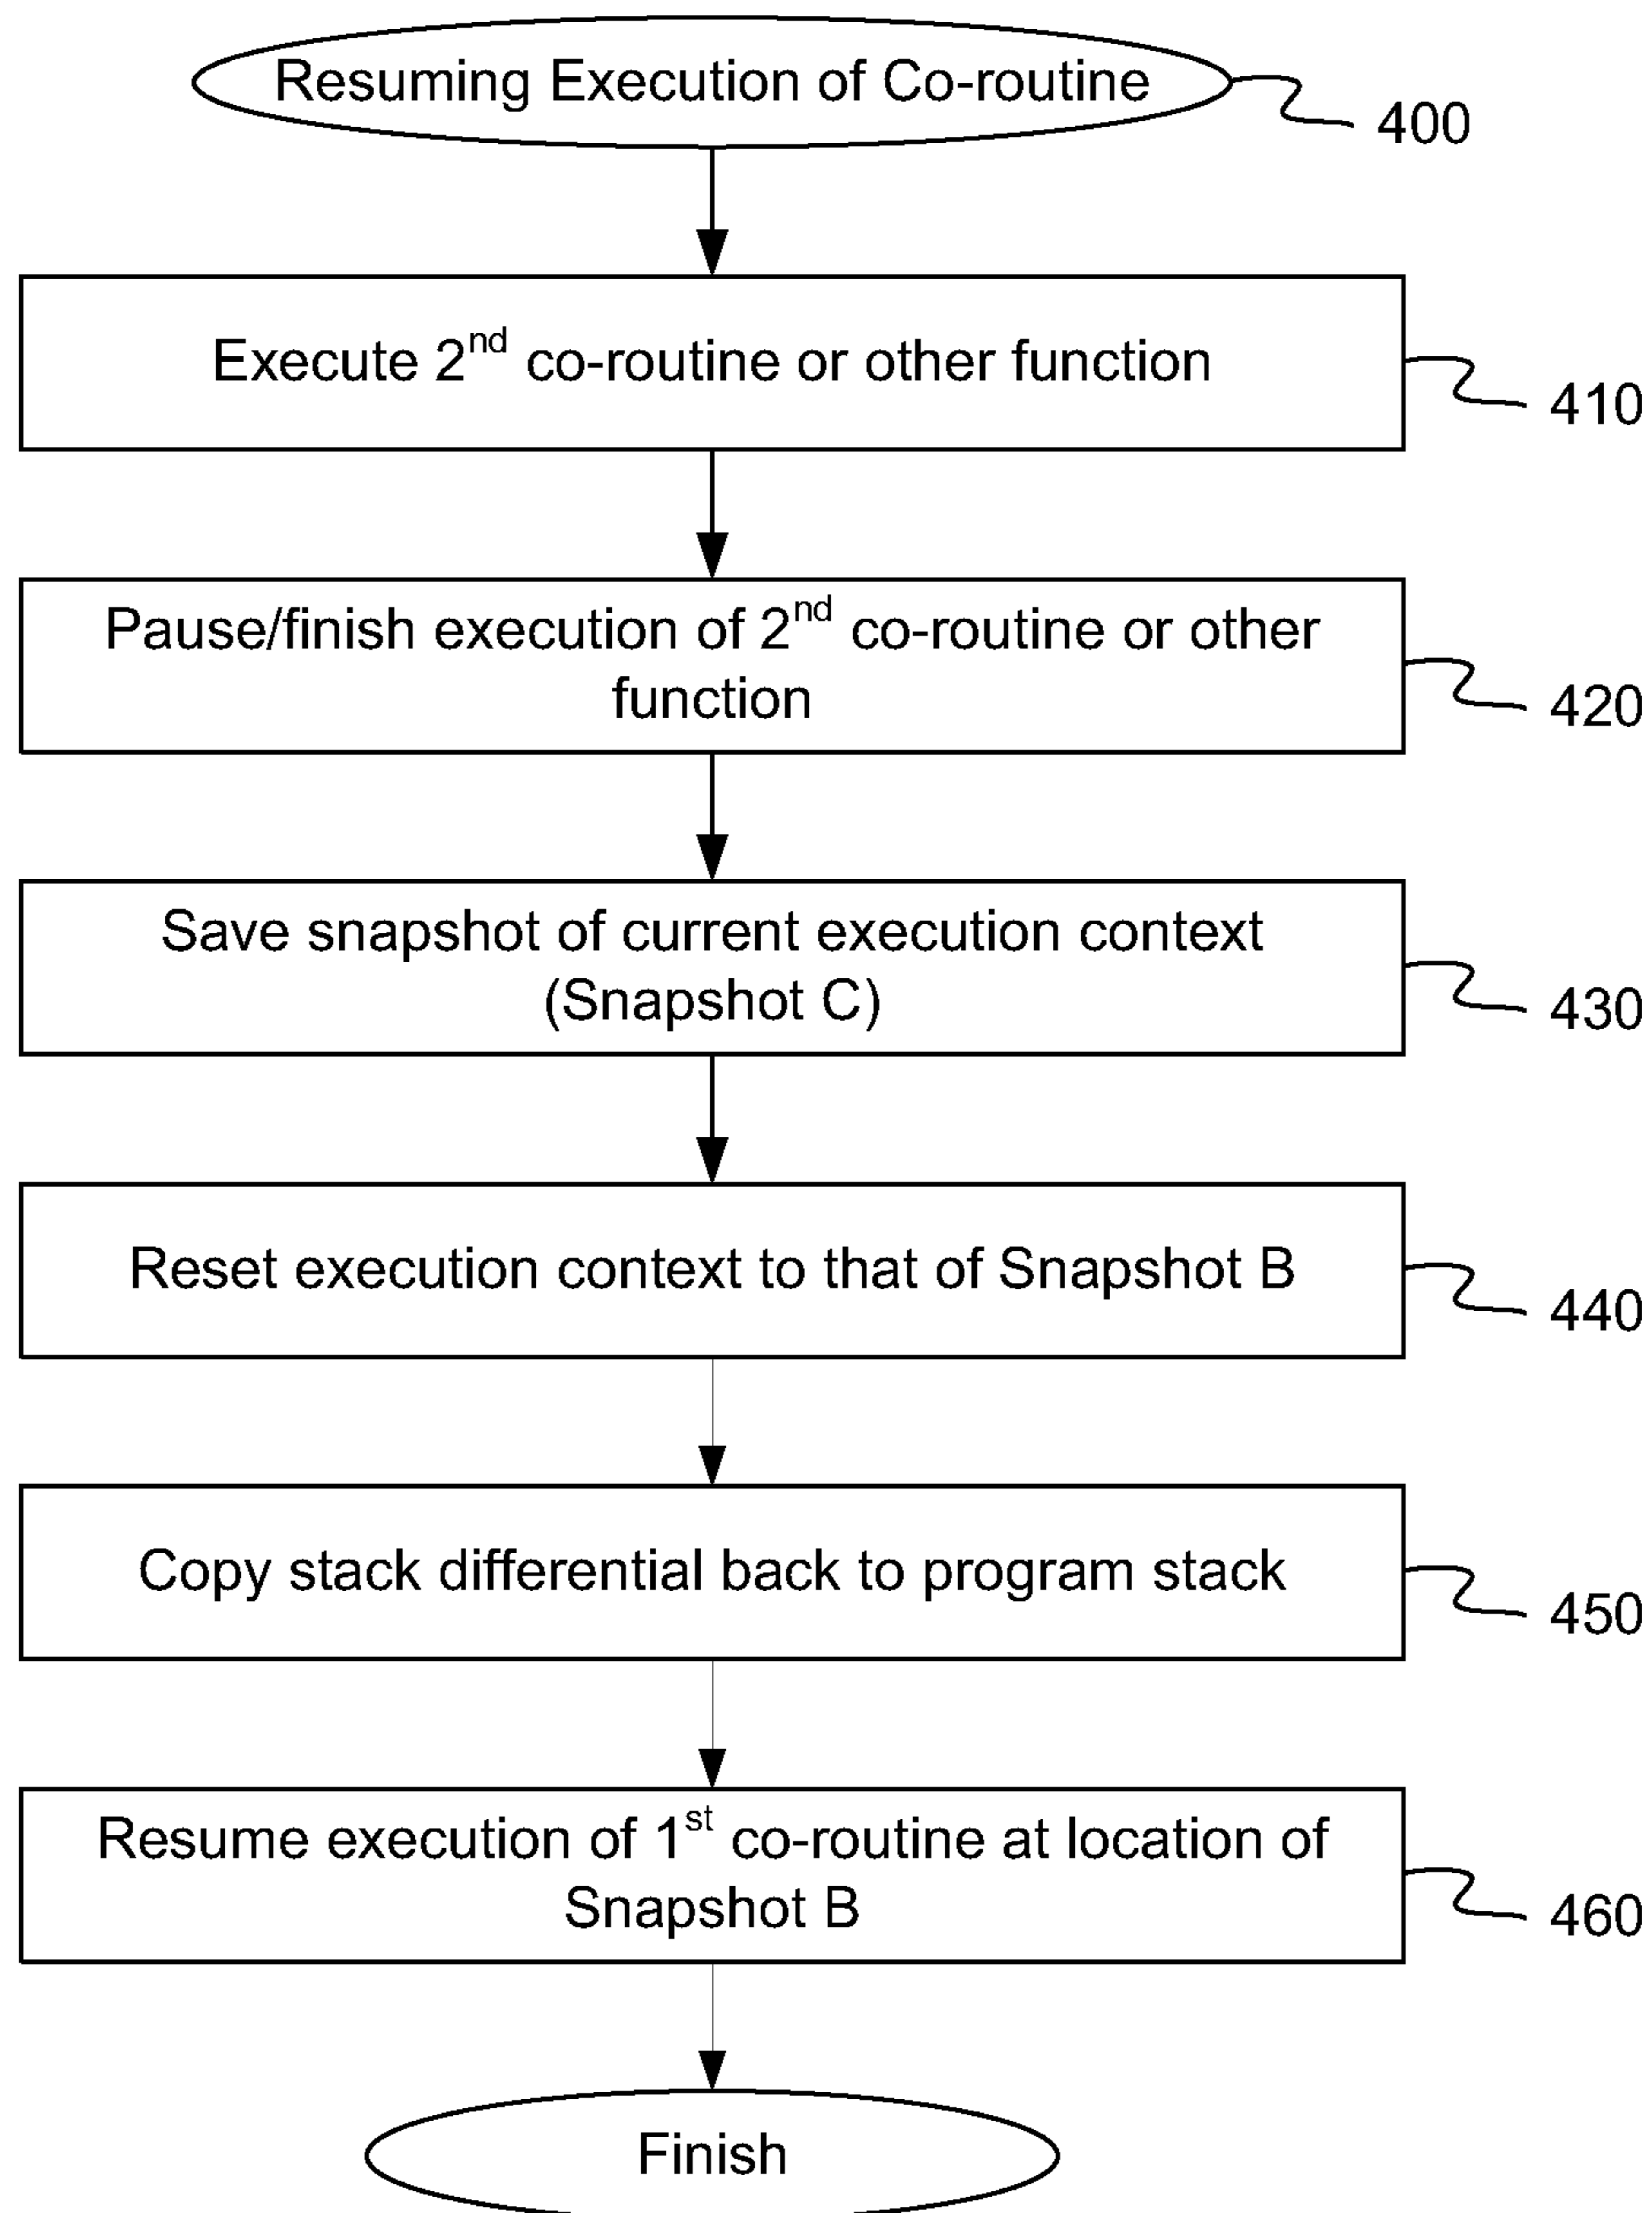 Resuming Execution of Co-routine
400
Execute 2nd co-routine or other function
410
Pause/finish execution of 2nd co-routine or other
function
420
Save snapshot of current execution context
(Snapshot C)
430
Reset execution context to that of Snapshot B
440
Copy stack differential back to program stack
450
Resume execution of 1st co-routine at location of
Snapshot B
460
Finish